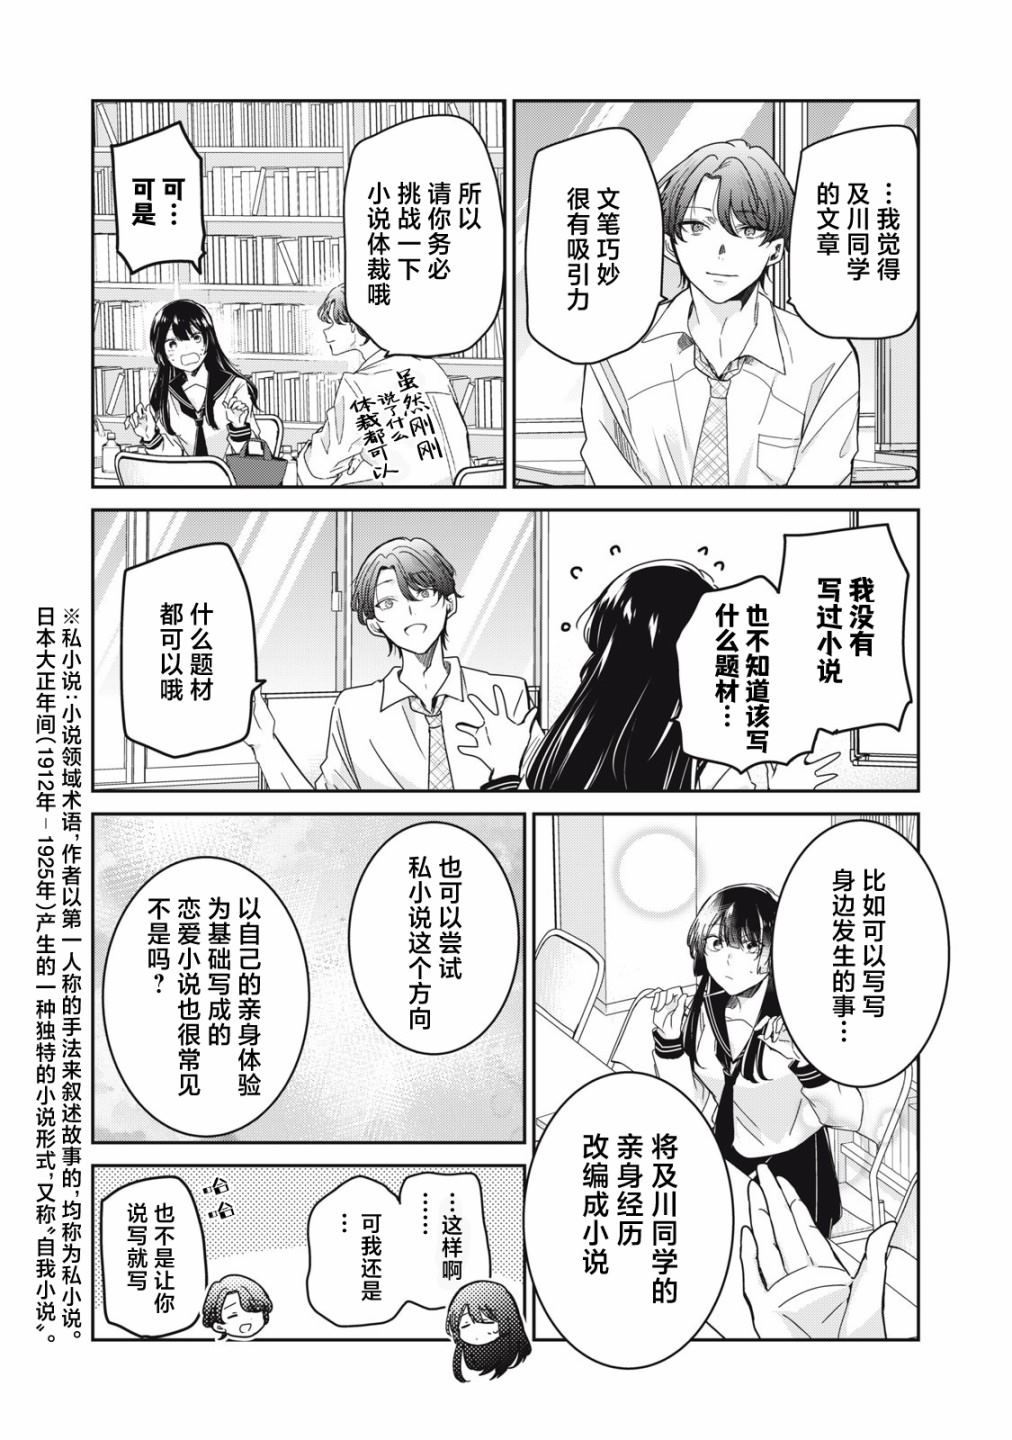 …我觉得
及川同学
的文章
文笔巧妙
很有吸引力
所以
请你务必
挑战一下
小说体裁哦
可…
可是
虽然刚刚
说了什么
体裁都可以
我没有
写过小说
也不知道该写
什么题材…
什么题材
都可以哦
比如可以写写
身边发生的事…
将及川同学的
亲身经历
改编成小说
也可以尝试
私小说这个方向
以自己的亲身体验
为基础写成的
恋爱小说也很常见
不是吗？
…这样啊
……
可我还是
…
哈
哈
也不是让你
说写就写
※私小说：小说领域术语，作者以第一人称的手法来叙述故事的，均称为私小说。
日本大正年间（1912年－1925年）产生的一种独特的小说形式，又称“自我小说”。